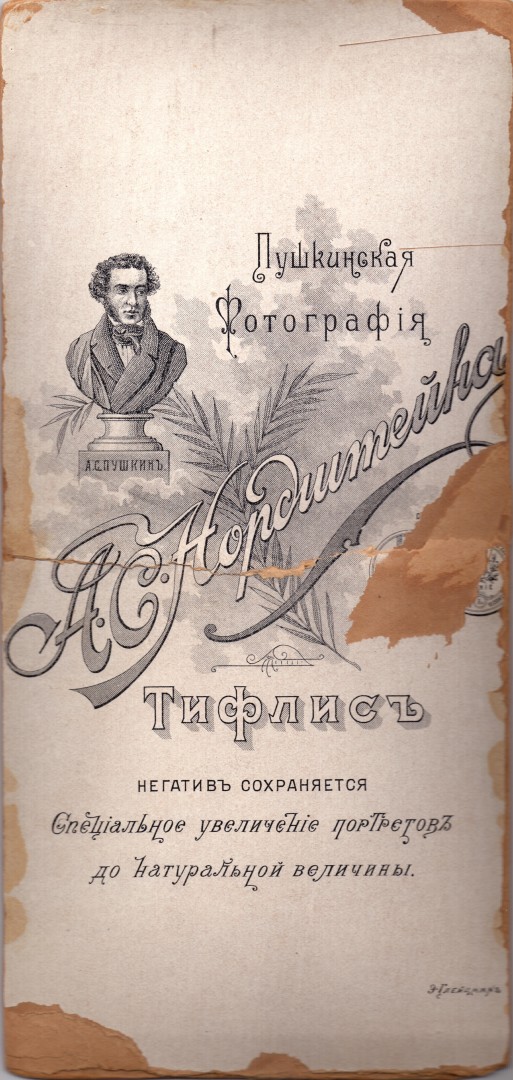 Пушкинская
Фотографія
А.С.ПУШКИНЪ.
А.С.Нордштейна
Тифлисъ
НЕГАТИВЪ СОХРАНЯЕТСЯ
Спеціальное увеличеніе портретовъ
до натуральной величины.